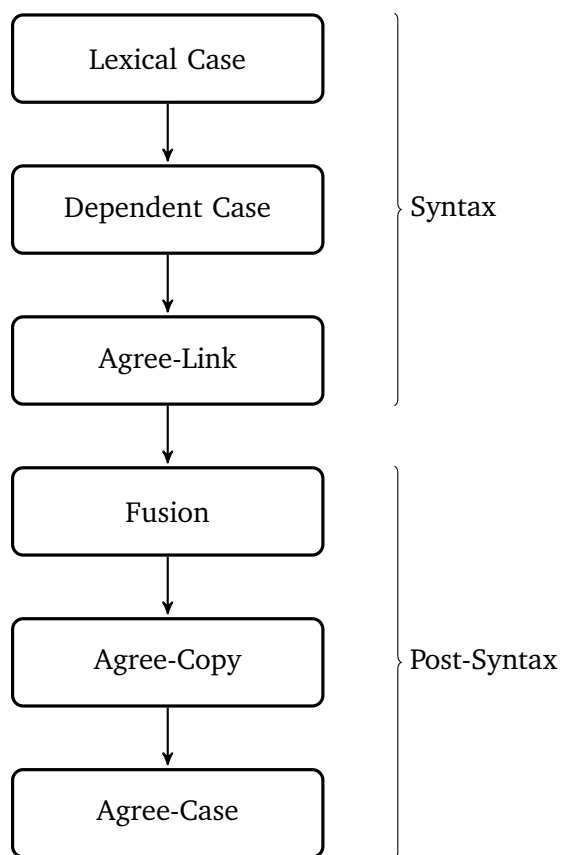 Lexical Case
Dependent Case
Syntax
Agree-Link
Fusion
Agree-Copy
Post-Syntax
Agree-Case